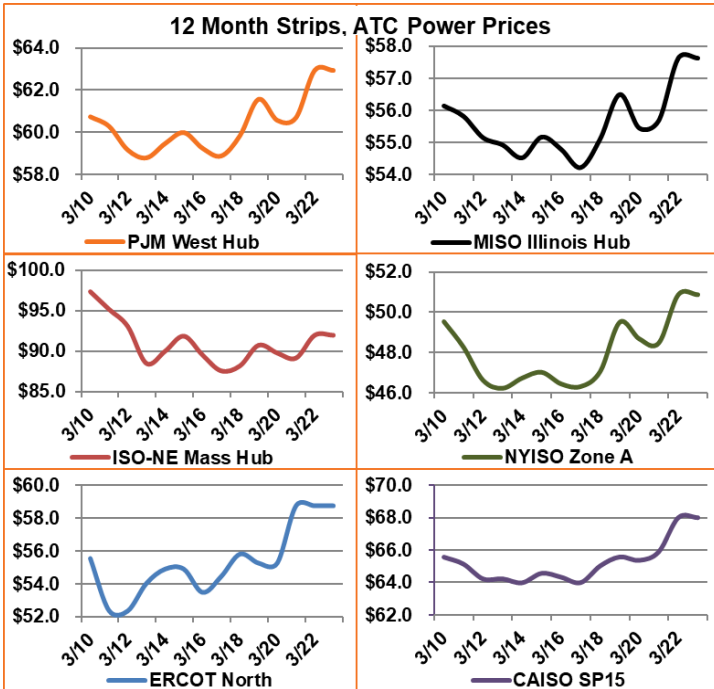 12 Month Strips, ATC Power Prices
$64.0
$62.0
$60.0
$58.0
3/10 3/12 3/14 3/16 3/18 3/20 3/22
PJM West Hub
$58.0
$57.0
$56.0
$55.0
$54.0
3/10 3/12 3/14 3/16 3/18 3/20 3/22
MISO Illinois Hub
$100.0
$95.0
$90.0
$85.0
3/10 3/12 3/14 3/16 3/18 3/20 3/22
ISO-NE Mass Hub
$52.0
$50.0
$48.0
$46.0
3/10 3/12 3/14 3/16 3/18 3/20 3/22
NYISO Zone A
$60.0
$58.0
$56.0
$54.0
$52.0
3/10 3/12 3/14 3/16 3/18 3/20 3/22
ERCOT North
$70.0
$68.0
$66.0
$64.0
$62.0
3/10 3/12 3/14 3/16 3/18 3/20 3/22
CAISO SP15